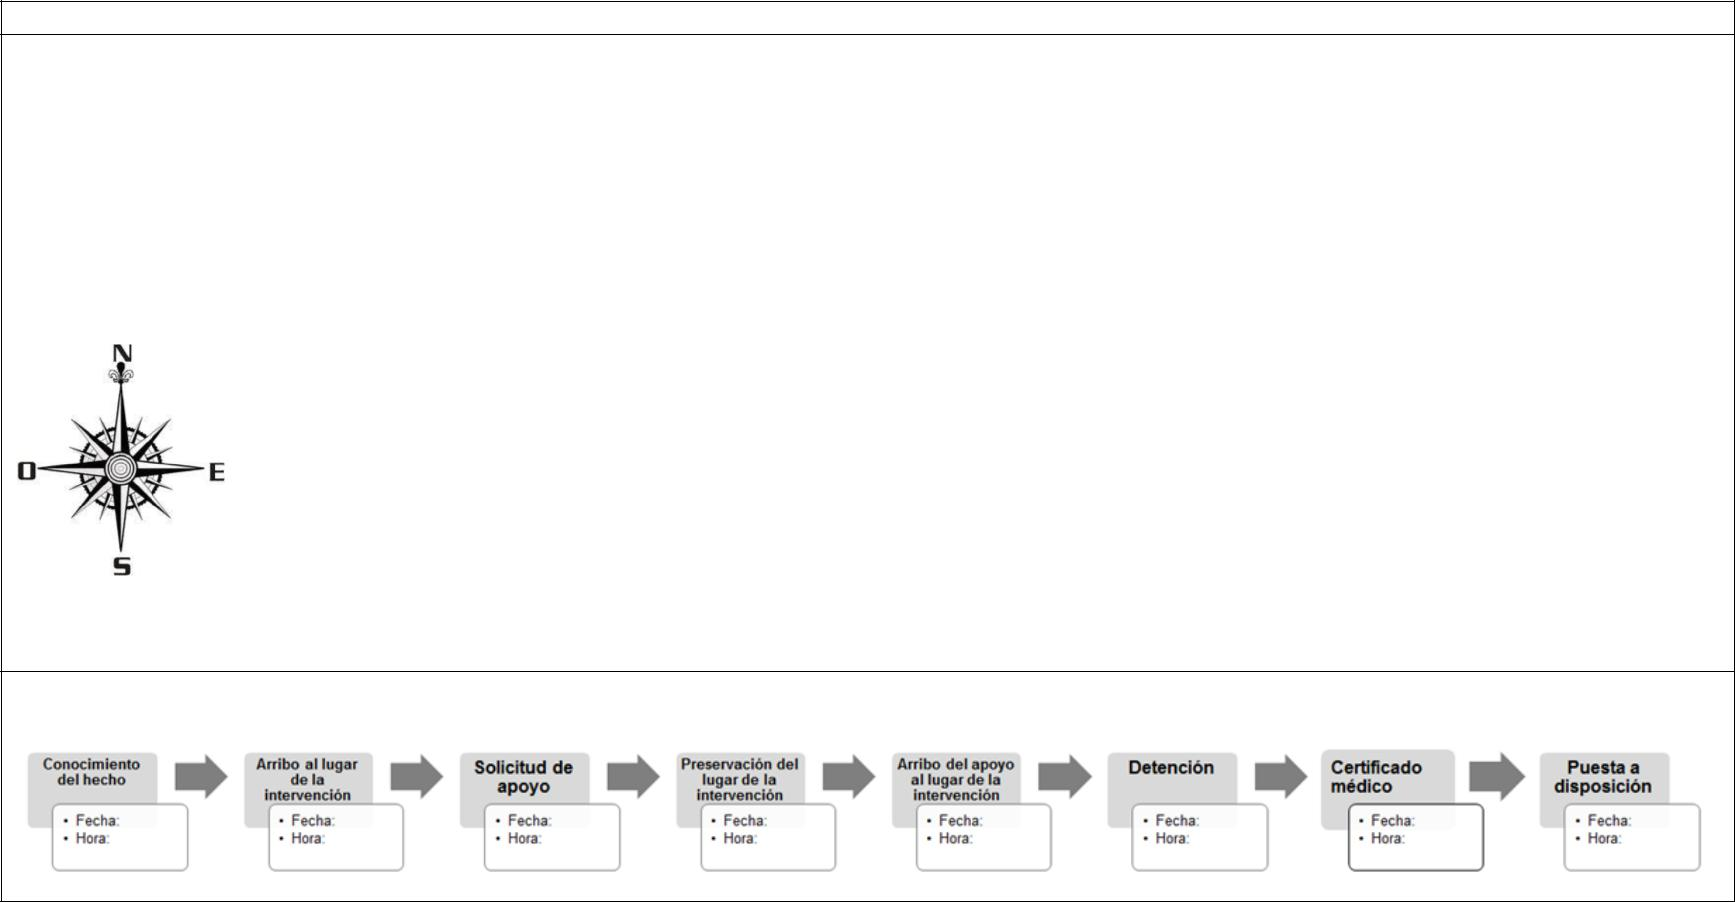 N
O
E
S
Conocimiento
del hecho
• Fecha:
• Hora:
Arribo al lugar
de la
intervención
• Fecha:
• Hora:
Solicitud de
apoyo
• Fecha:
• Hora:
Preservación del
lugar de la
intervención
• Fecha:
• Hora:
Arribo del apoyo
al lugar de la
intervención
• Fecha:
• Hora:
Detención
• Fecha:
• Hora:
Certificado
médico
• Fecha:
• Hora:
Puesta a
disposición
• Fecha:
• Hora: